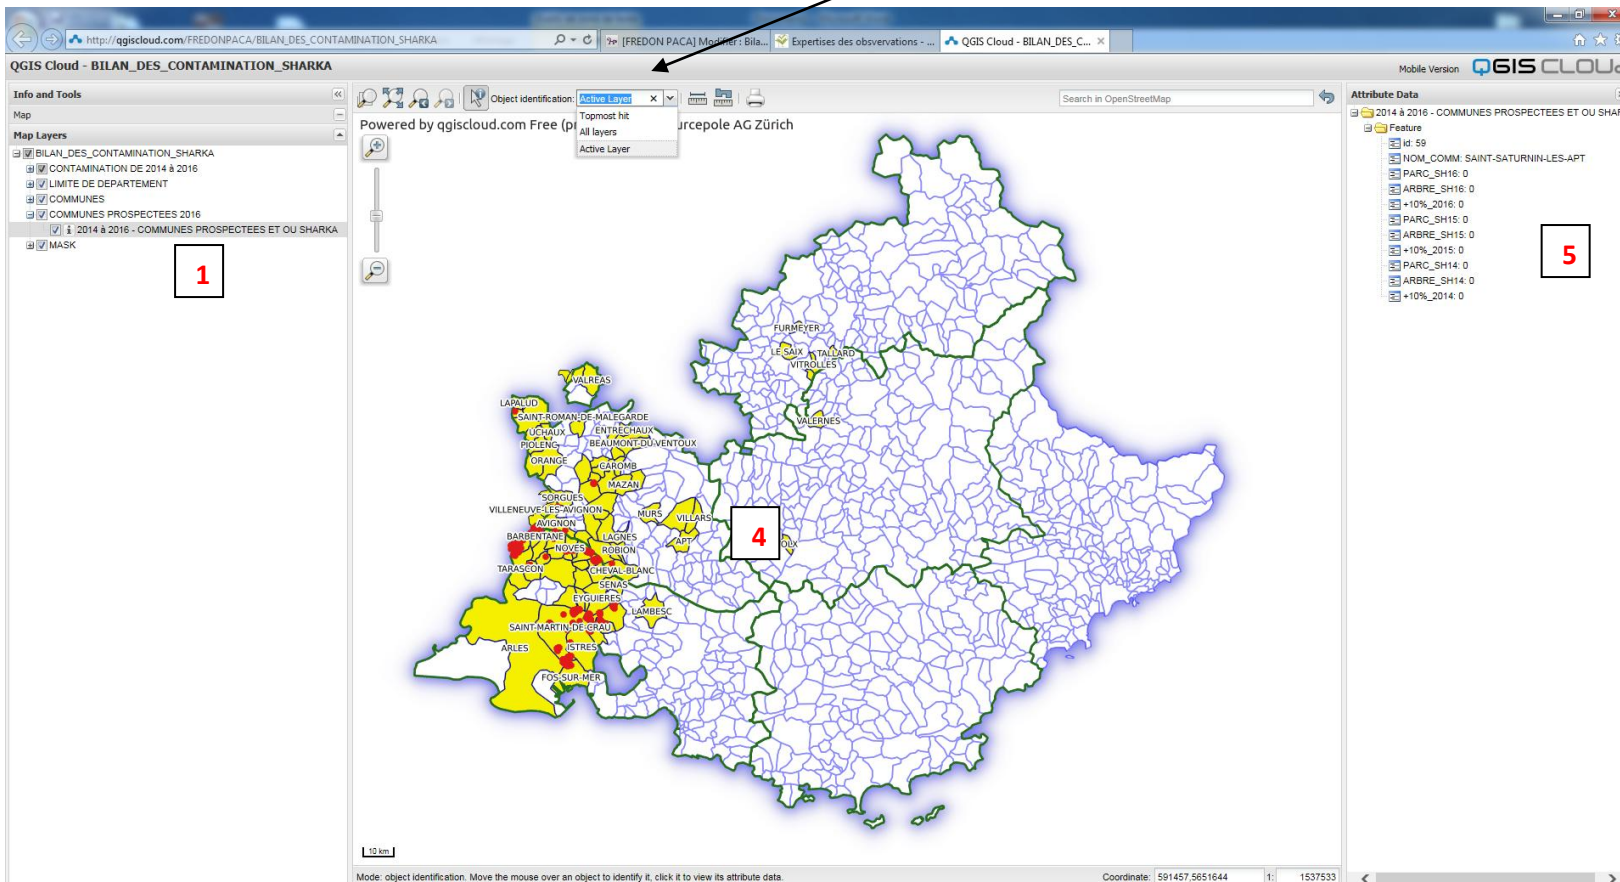 http://qgiscloud.com/FREDONPACA/BILAN_DES_CONTAMINATION_SHARKA
[FREDON PACA] Modifier : Bila...
Expertises des obsvervations - ...
QGIS Cloud - BILAN_DES_C...
QGIS Cloud - BILAN_DES_CONTAMINATION_SHARKA
Mobile Version
QGIS CLOUD
Info and Tools
Map
Map Layers
BILAN_DES_CONTAMINATION_SHARKA
CONTAMINATION DE 2014 à 2016
LIMITE DE DEPARTEMENT
COMMUNES
COMMUNES PROSPECTEES 2016
2014 à 2016 - COMMUNES PROSPECTEES ET OU SHARKA
MASK
1
Object identification:
Active Layer
Topmost hit
All layers
Active Layer
Search in OpenStreetMap
Powered by qgiscloud.com Free (pr
urcepole AG Zürich
FURMEYER
LE SAIX
TALLARD
VITROLLES
VALREAS
LAPALUD
SAINT-ROMAN-DE-MALEGARDE
VALERNES
UCHAUX
ENTRECHAUX
PIOLENC
BEAUMONT-DU-VENTOUX
ORANGE
CAROMB
MAZAN
SORGUES
VILLENEUVE-LES-AVIGNON
MURS
VILLARS
AVIGNON
BARBENTANE
LAGNES
APT
4
OLX
NOVES
ROBION
TARASCON
CHEVAL-BLANC
SENAS
EYGUIERES
LAMBESC
SAINT-MARTIN-DE-CRAU
ARLES
ISTRES
FOS-SUR-MER
10 km
Mode: object identification. Move the mouse over an object to identify it, click it to view its attribute data.
Coordinate: 591457,5651644
1: 1537533
Attribute Data
2014 à 2016 - COMMUNES PROSPECTEES ET OU SHAR
Feature
id: 59
NOM_COMM: SAINT-SATURNIN-LES-APT
PARC_SH16: 0
ARBRE_SH16: 0
+10%_2016: 0
PARC_SH15: 0
ARBRE_SH15: 0
+10%_2015: 0
PARC_SH14: 0
ARBRE_SH14: 0
+10%_2014: 0
5